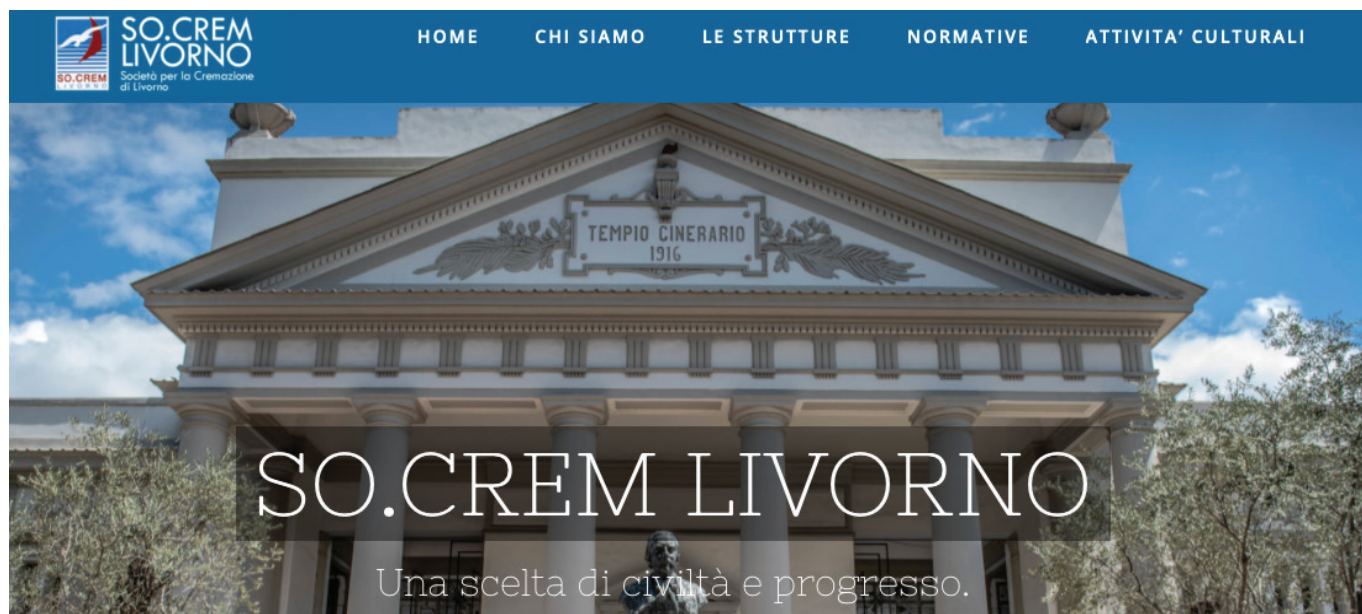 SO.CREM
LIVORNO
Società per la Cremazione
di Livorno
SO.CREM
LIVORNO
HOME
CHI SIAMO
LE STRUTTURE
NORMATIVE
ATTIVITA’ CULTURALI
TEMPIO CINERARIO
1916
SO.CREM LIVORNO
Una scelta di civiltà e progresso.